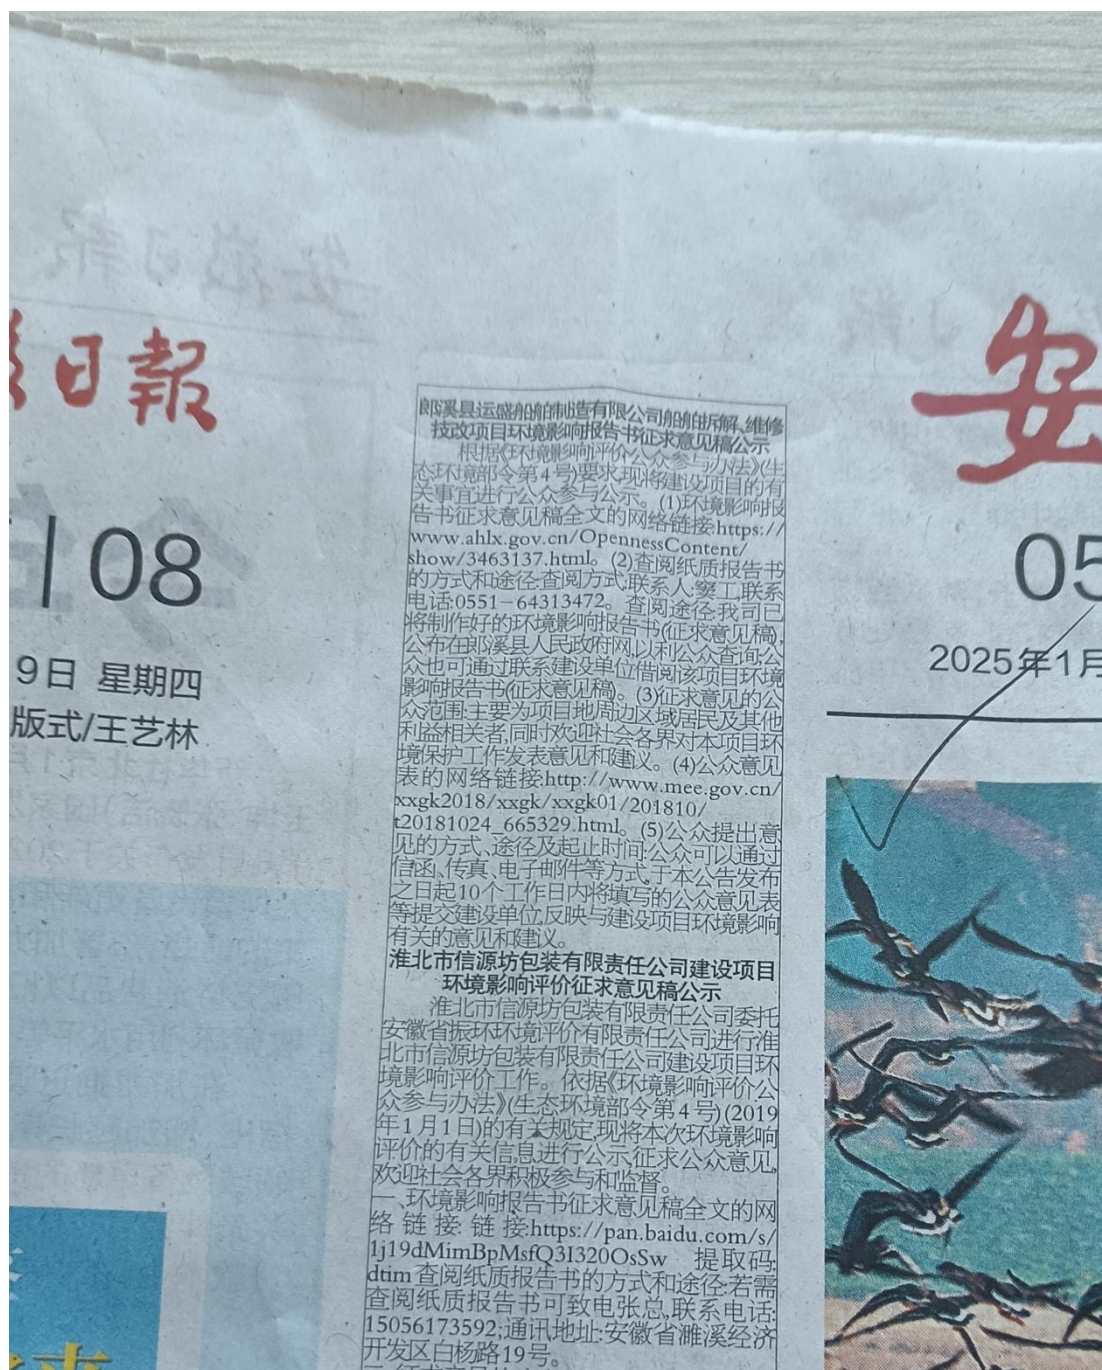 日報
08
9日 星期四
版式/王艺林
郎溪县运盛船舶制造有限公司船舶拆解、维修
技改项目环境影响报告书征求意见稿公示
根据《环境影响评价公众参与办法》(生
态环境部令第4号)要求,现将建设项目的有
关事宜进行公众参与公示。(1)环境影响报
告书征求意见稿全文的网络链接:https://
www.ahlx.gov.cn/OpennessContent/
show/3463137.html。(2)查阅纸质报告书
的方式和途径:查阅方式:联系人:窦工,联系
电话:0551-64313472。查阅途径:我司已
将制作好的环境影响报告书(征求意见稿),
公布在郎溪县人民政府网,以利公众查询,公
众也可通过联系建设单位借阅该项目环境
影响报告书(征求意见稿)。(3)征求意见的公
众范围:主要为项目地周边区域居民及其他
利益相关者,同时欢迎社会各界对本项目环
境保护工作发表意见和建议。(4)公众意见
表的网络链接:http://www.mee.gov.cn/
xxgk2018/xxgk/xxgk01/201810/
t20181024_665329.html。(5)公众提出意
见的方式、途径及起止时间:公众可以通过
信函、传真、电子邮件等方式,于本公告发布
之日起10个工作日内将填写的公众意见表
等提交建设单位,反映与建设项目环境影响
有关的意见和建议。
淮北市信源坊包装有限责任公司建设项目
环境影响评价征求意见稿公示
淮北市信源坊包装有限责任公司委托
安徽省振环环境评价有限责任公司进行淮
北市信源坊包装有限责任公司建设项目环
境影响评价工作。依据《环境影响评价公
众参与办法》(生态环境部令第4号)(2019
年1月1日)的有关规定,现将本次环境影响
评价的有关信息进行公示,征求公众意见,
欢迎社会各界积极参与和监督。
一、环境影响报告书征求意见稿全文的网
络链接:链接:https://pan.baidu.com/s/
1j19dMimBpMsfQ3I320OsSw 提取码:
dtim 查阅纸质报告书的方式和途径:若需
查阅纸质报告书可致电张总,联系电话:
15056173592;通讯地址:安徽省濉溪经济
开发区白杨路19号。
安
05
2025年1月